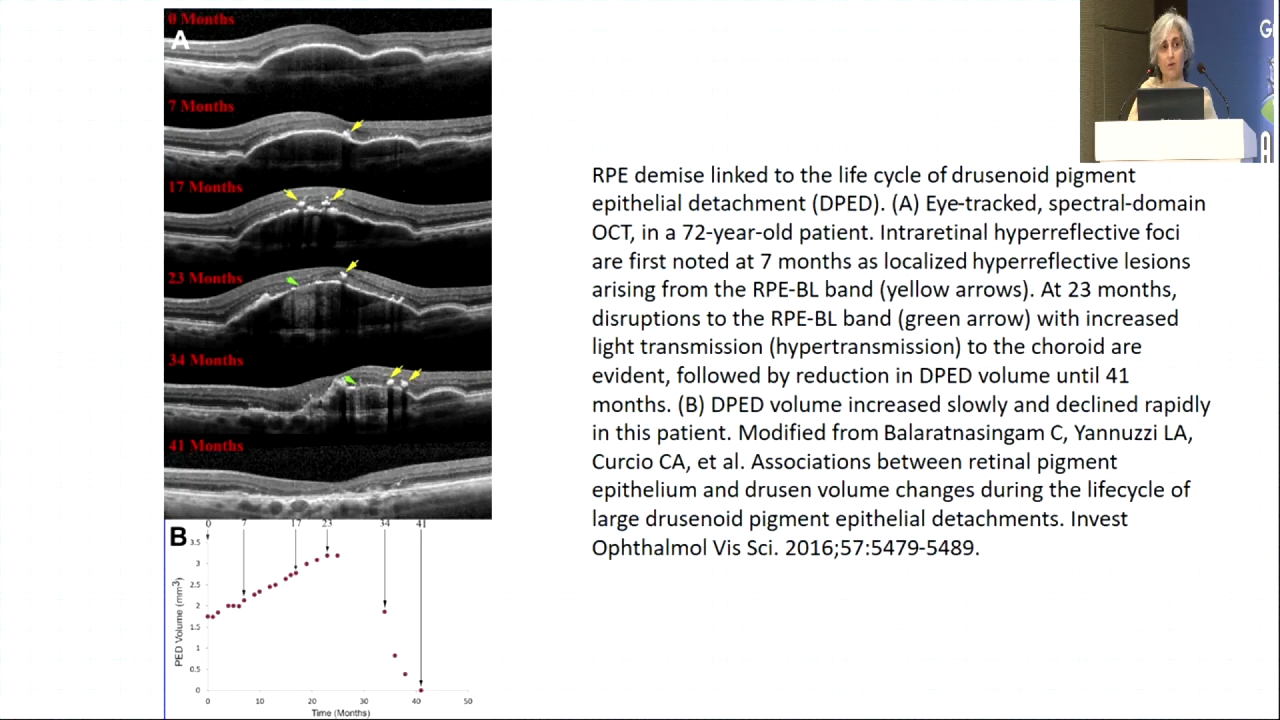 0 Months
A
7 Months
17 Months
23 Months
34 Months
41 Months
0 7 17 23 34 41
B
3.5
3
2.5
2
1.5
1
0.5
0
PED Volume (mm3)
0 10 20 30 40 50
Time (Months)
RPE demise linked to the life cycle of drusenoid pigment
epithelial detachment (DPED). (A) Eye-tracked, spectral-domain
OCT, in a 72-year-old patient. Intraretinal hyperreflective foci
are first noted at 7 months as localized hyperreflective lesions
arising from the RPE-BL band (yellow arrows). At 23 months,
disruptions to the RPE-BL band (green arrow) with increased
light transmission (hypertransmission) to the choroid are
evident, followed by reduction in DPED volume until 41
months. (B) DPED volume increased slowly and declined rapidly
in this patient. Modified from Balaratnasingam C, Yannuzzi LA,
Curcio CA, et al. Associations between retinal pigment
epithelium and drusen volume changes during the lifecycle of
large drusenoid pigment epithelial detachments. Invest
Ophthalmol Vis Sci. 2016;57:5479-5489.
G
A